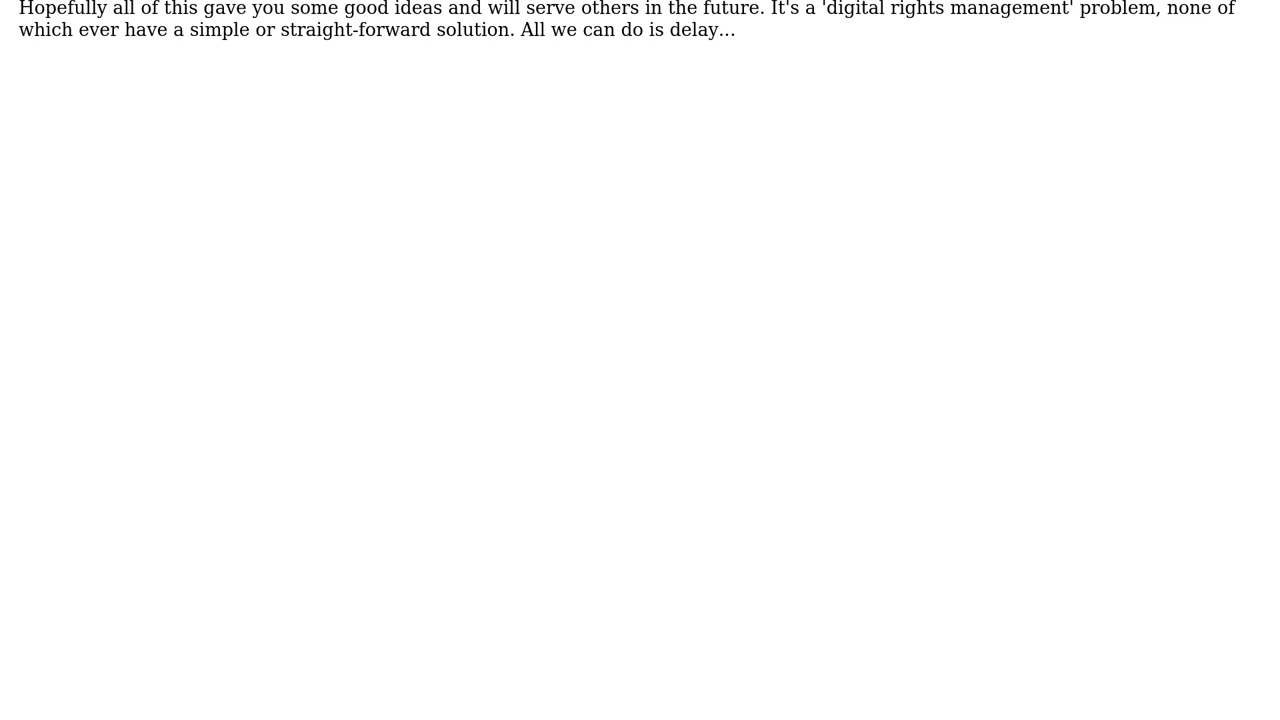 Hopefully all of this gave you some good ideas and will serve others in the future. It's a 'digital rights management' problem, none of
which ever have a simple or straight-forward solution. All we can do is delay...